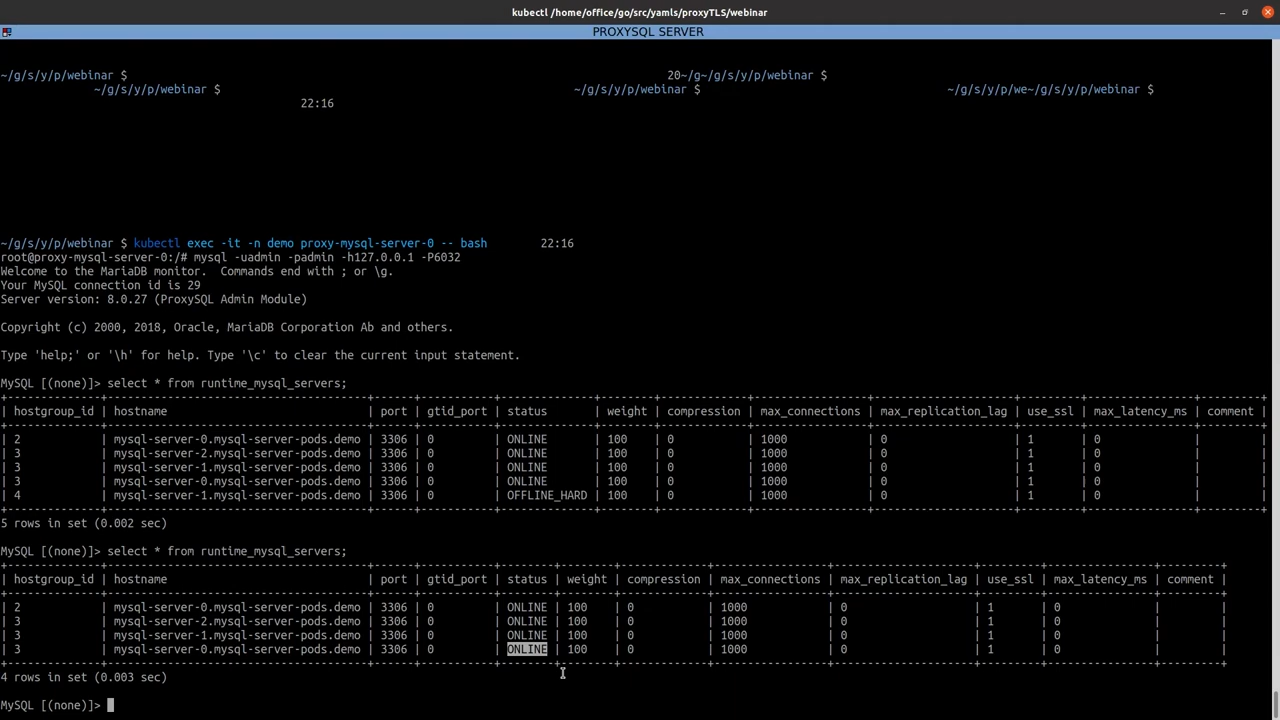 kubectl /home/office/go/src/yamls/proxyTLS/webinar
PROXYSQL SERVER
~/g/s/y/p/webinar $ 20~/g~/g/s/y/p/webinar $
~/g/s/y/p/webinar $ ~/g/s/y/p/webinar $ ~/g/s/y/p/we~/g/s/y/p/webinar $
22:16
~/g/s/y/p/webinar $ kubectl exec -it -n demo proxy-mysql-server-0 -- bash 22:16
root@proxy-mysql-server-0:/# mysql -uadmin -padmin -h127.0.0.1 -P6032
Welcome to the MariaDB monitor.  Commands end with ; or \g.
Your MySQL connection id is 29
Server version: 8.0.27 (ProxySQL Admin Module)
Copyright (c) 2000, 2018, Oracle, MariaDB Corporation Ab and others.
Type 'help;' or '\h' for help. Type '\c' to clear the current input statement.
MySQL [(none)]> select * from runtime_mysql_servers;
| hostgroup_id | hostname | port | gtid_port | status | weight | compression | max_connections | max_replication_lag | use_ssl | max_latency_ms | comment |
| 2 | mysql-server-0.mysql-server-pods.demo | 3306 | 0 | ONLINE | 100 | 0 | 1000 | 0 | 1 | 0 | |
| 3 | mysql-server-2.mysql-server-pods.demo | 3306 | 0 | ONLINE | 100 | 0 | 1000 | 0 | 1 | 0 | |
| 3 | mysql-server-1.mysql-server-pods.demo | 3306 | 0 | ONLINE | 100 | 0 | 1000 | 0 | 1 | 0 | |
| 3 | mysql-server-0.mysql-server-pods.demo | 3306 | 0 | ONLINE | 100 | 0 | 1000 | 0 | 1 | 0 | |
| 4 | mysql-server-1.mysql-server-pods.demo | 3306 | 0 | OFFLINE_HARD | 100 | 0 | 1000 | 0 | 1 | 0 | |
5 rows in set (0.002 sec)
MySQL [(none)]> select * from runtime_mysql_servers;
| hostgroup_id | hostname | port | gtid_port | status | weight | compression | max_connections | max_replication_lag | use_ssl | max_latency_ms | comment |
| 2 | mysql-server-0.mysql-server-pods.demo | 3306 | 0 | ONLINE | 100 | 0 | 1000 | 0 | 1 | 0 | |
| 3 | mysql-server-2.mysql-server-pods.demo | 3306 | 0 | ONLINE | 100 | 0 | 1000 | 0 | 1 | 0 | |
| 3 | mysql-server-1.mysql-server-pods.demo | 3306 | 0 | ONLINE | 100 | 0 | 1000 | 0 | 1 | 0 | |
| 3 | mysql-server-0.mysql-server-pods.demo | 3306 | 0 | ONLINE | 100 | 0 | 1000 | 0 | 1 | 0 | |
4 rows in set (0.003 sec)
MySQL [(none)]>